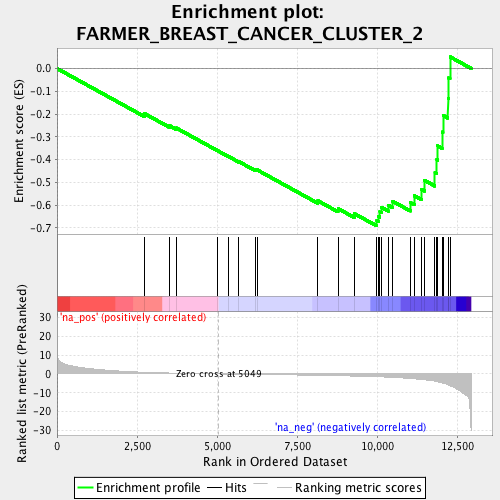 Enrichment plot:
FARMER_BREAST_CANCER_CLUSTER_2
Enrichment score (ES)
0.0
-0.1
-0.2
-0.3
-0.4
-0.5
-0.6
-0.7
'na_pos' (positively correlated)
Ranked list metric (PreRanked)
30
20
10
0
-10
-20
-30
Zero cross at 5049
'na_neg' (negatively correlated)
0
2,500
5,000
7,500
10,000
12,500
Rank in Ordered Dataset
Enrichment profile
Hits
Ranking metric scores